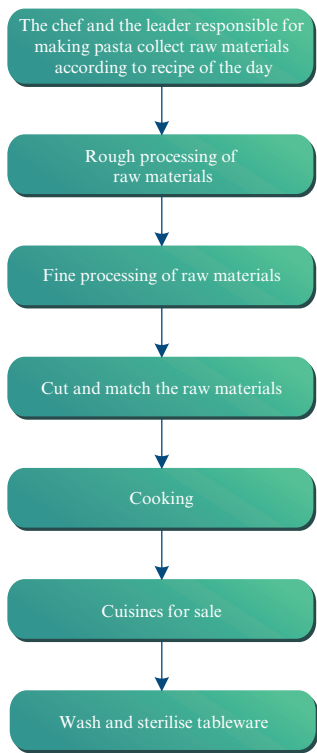 The chef and the leader responsible for
making pasta collect raw materials
according to recipe of the day
Rough processing of
raw materials
Fine processing of raw materials
Cut and match the raw materials
Cooking
Cuisines for sale
Wash and sterilise tableware